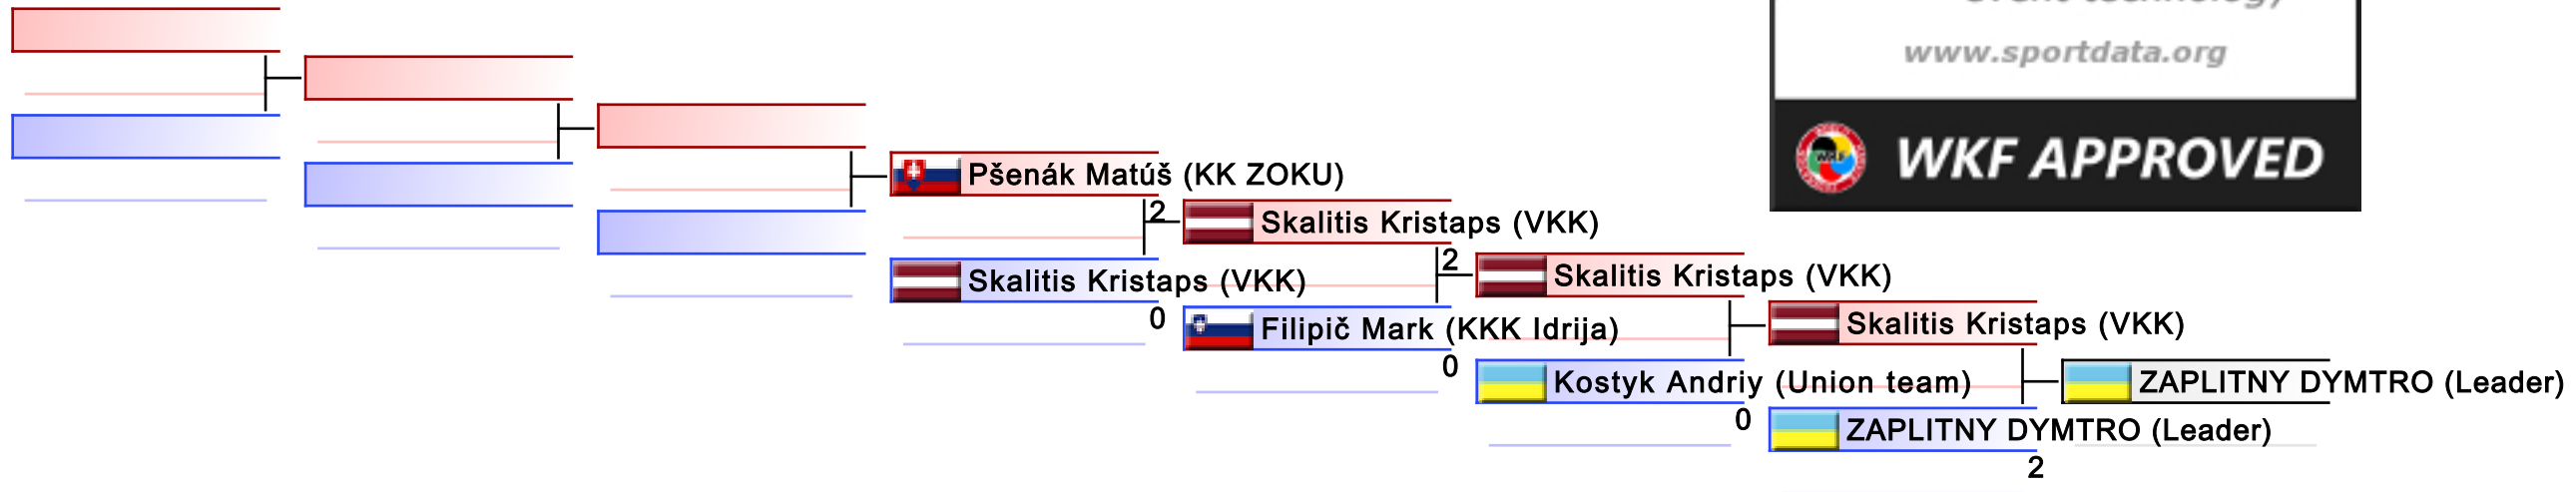 www.sportdata.org
WKF APPROVED
Pšenák Matúš (KK ZOKU)
2
Skalitis Kristaps (VKK)
Skalitis Kristaps (VKK)
0
2
Skalitis Kristaps (VKK)
Filipič Mark (KKK Idrija)
0
Skalitis Kristaps (VKK)
Kostyk Andriy (Union team)
0
ZAPLITNY DYMTRO (Leader)
ZAPLITNY DYMTRO (Leader)
2